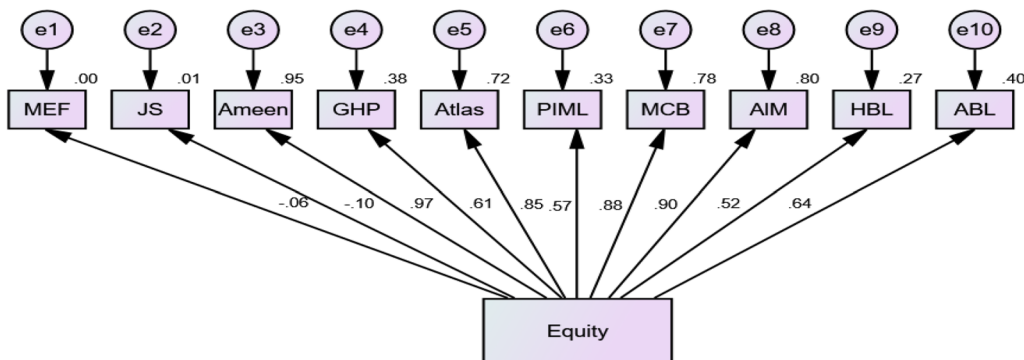 e1 e2 e3 e4 e5 e6 e7 e8 e9 e10
.00 .01 .95 .38 .72 .33 .78 .80 .27 .40
MEF JS Ameen GHP Atlas PIML MCB AIM HBL ABL
-.06 -.10 .97 .61 .85 .57 .88 .90 .52 .64
Equity